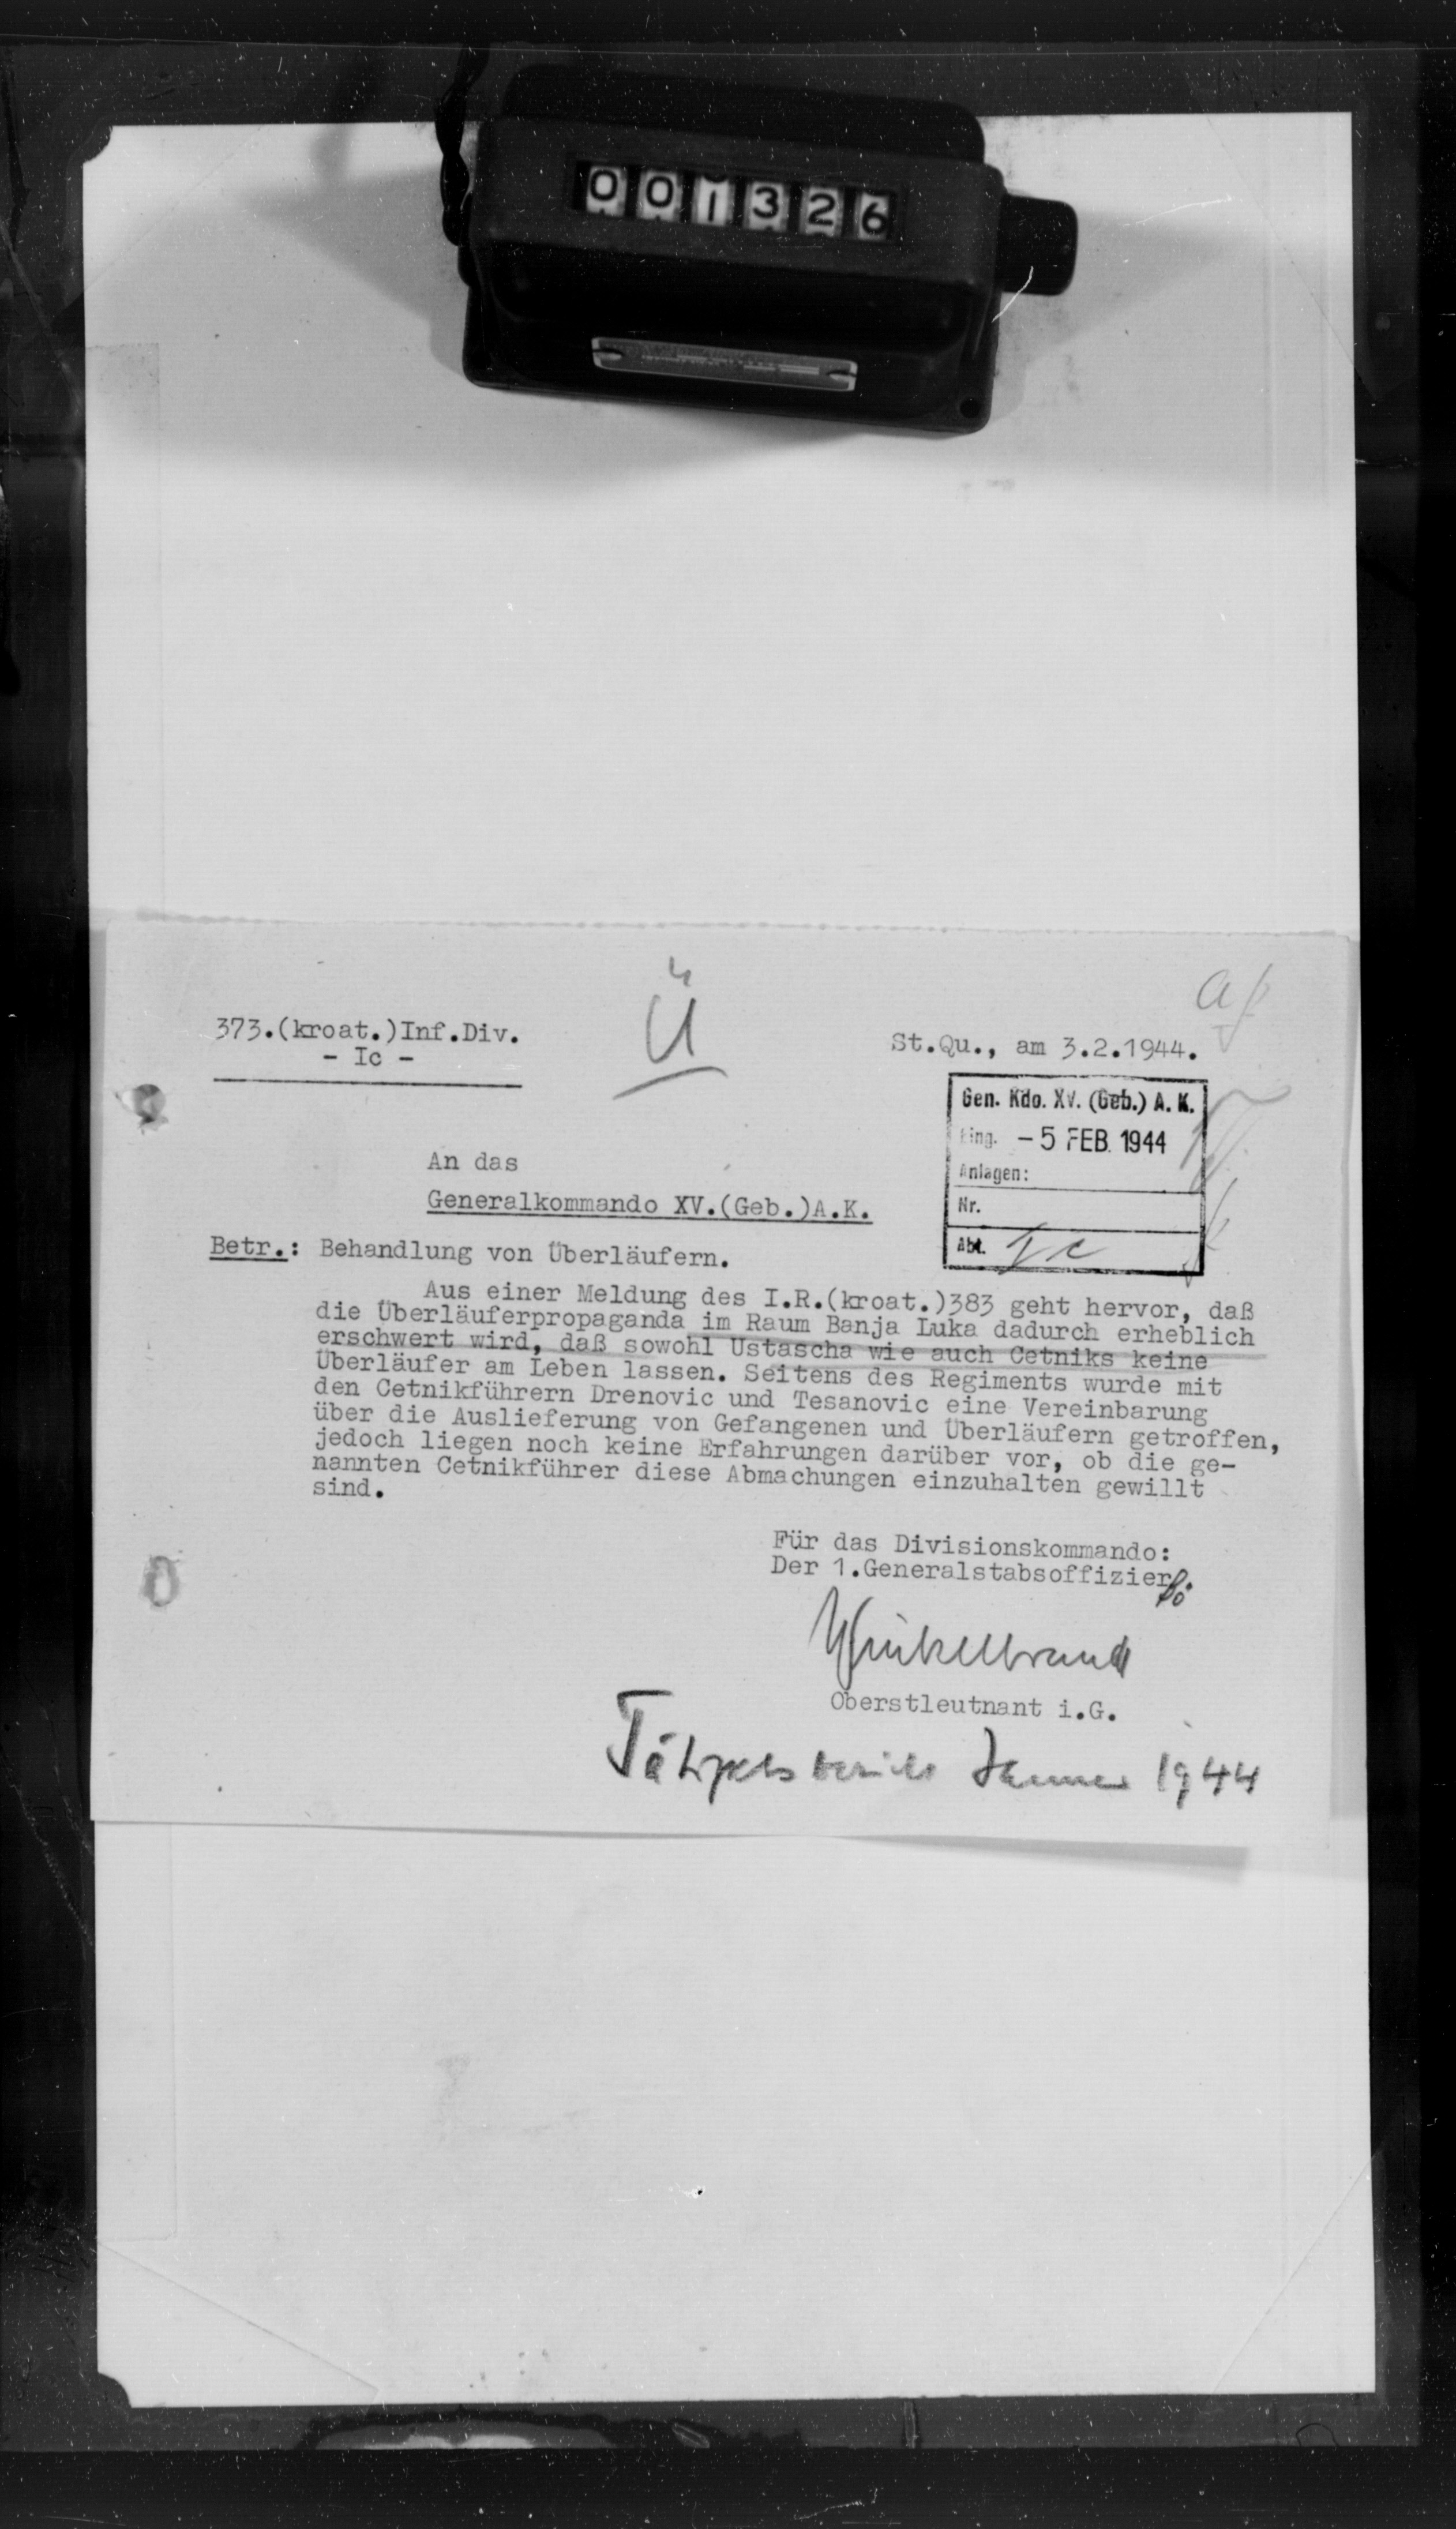 001326
373.(kroat.)Inf.Div.
- Ic -
Ü
St.Qu., am 3.2.1944.
Gen. Kdo. XV. (Geb.) A. K.
Eing. - 5 FEB. 1944
Anlagen:
Nr.
Abt. Ic
An das
Generalkommando XV.(Geb.)A.K.
Betr.: Behandlung von Überläufern.
Aus einer Meldung des I.R.(kroat.)383 geht hervor, daß
die Überläuferpropaganda im Raum Banja Luka dadurch erheblich
erschwert wird, daß sowohl Ustascha wie auch Cetniks keine
Überläufer am Leben lassen. Seitens des Regiments wurde mit
den Cetnikführern Drenovic und Tesanovic eine Vereinbarung
über die Auslieferung von Gefangenen und Überläufern getroffen,
jedoch liegen noch keine Erfahrungen darüber vor, ob die ge-
nannten Cetnikführer diese Abmachungen einzuhalten gewillt
sind.
Für das Divisionskommando:
Der 1.Generalstabsoffizier
Oberstleutnant i.G.
Tätigkeitsbericht Jänner 1944